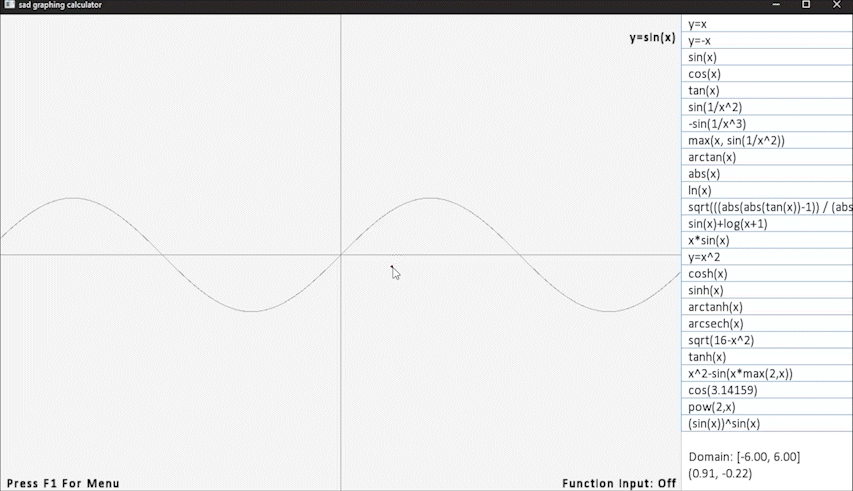 sad graphing calculator
y=sin(x)
y=x
y=-x
sin(x)
cos(x)
tan(x)
sin(1/x^2)
-sin(1/x^3)
max(x, sin(1/x^2))
arctan(x)
abs(x)
ln(x)
sqrt(((abs(abs(tan(x))-1)) / (abs
sin(x)+log(x+1)
x*sin(x)
y=x^2
cosh(x)
sinh(x)
arctanh(x)
arcsech(x)
sqrt(16-x^2)
tanh(x)
x^2-sin(x*max(2,x))
cos(3.14159)
pow(2,x)
(sin(x))^sin(x)
Domain: [-6.00, 6.00]
(0.91, -0.22)
Press F1 For Menu
Function Input: Off